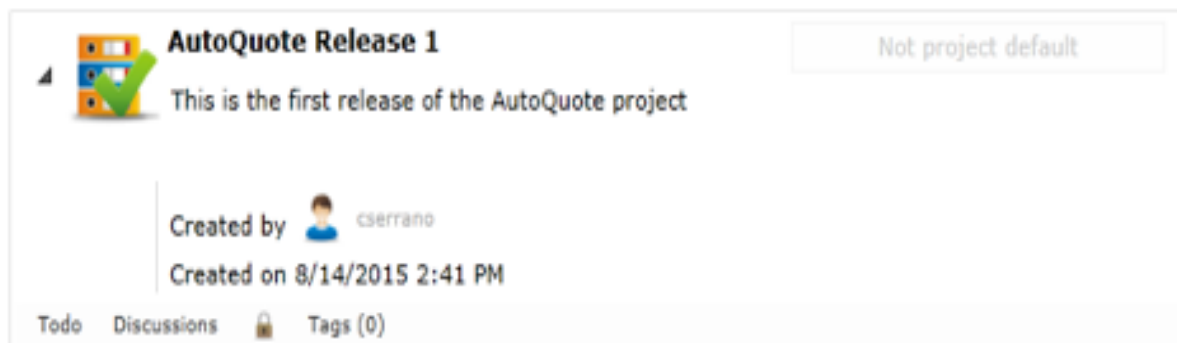 AutoQuote Release 1
Not project default
This is the first release of the AutoQuote project
Created by cserrano
Created on 8/14/2015 2:41 PM
Todo Discussions Tags (0)